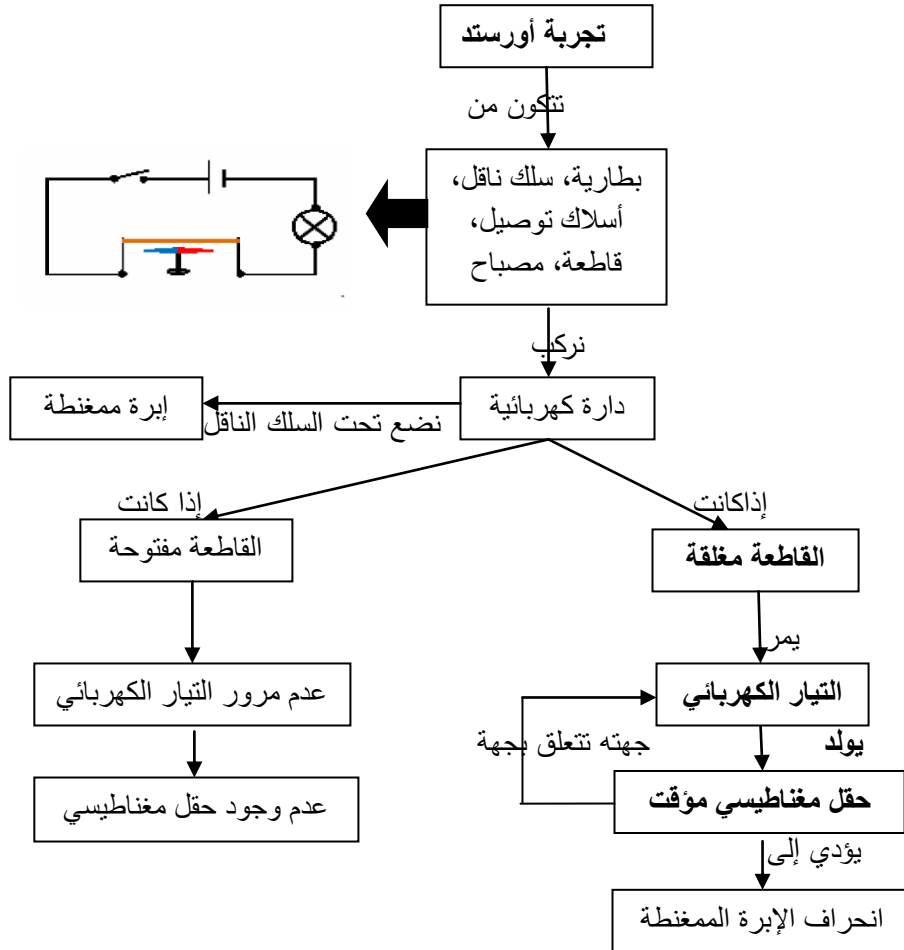 تجربة أورستد
تتكون من
بطارية، سلك ناقل،
أسلاك توصيل،
قاطعة، مصباح
نركب
دارة كهربائية
نضع تحت السلك الناقل
إبرة ممغنطة
إذاكانت
القاطعة مغلقة
يمر
التيار الكهربائي
يولد
جهته تتعلق بجهة
حقل مغناطيسي مؤقت
يؤدي إلى
انحراف الإبرة الممغنطة
إذا كانت
القاطعة مفتوحة
عدم مرور التيار الكهربائي
عدم وجود حقل مغناطيسي